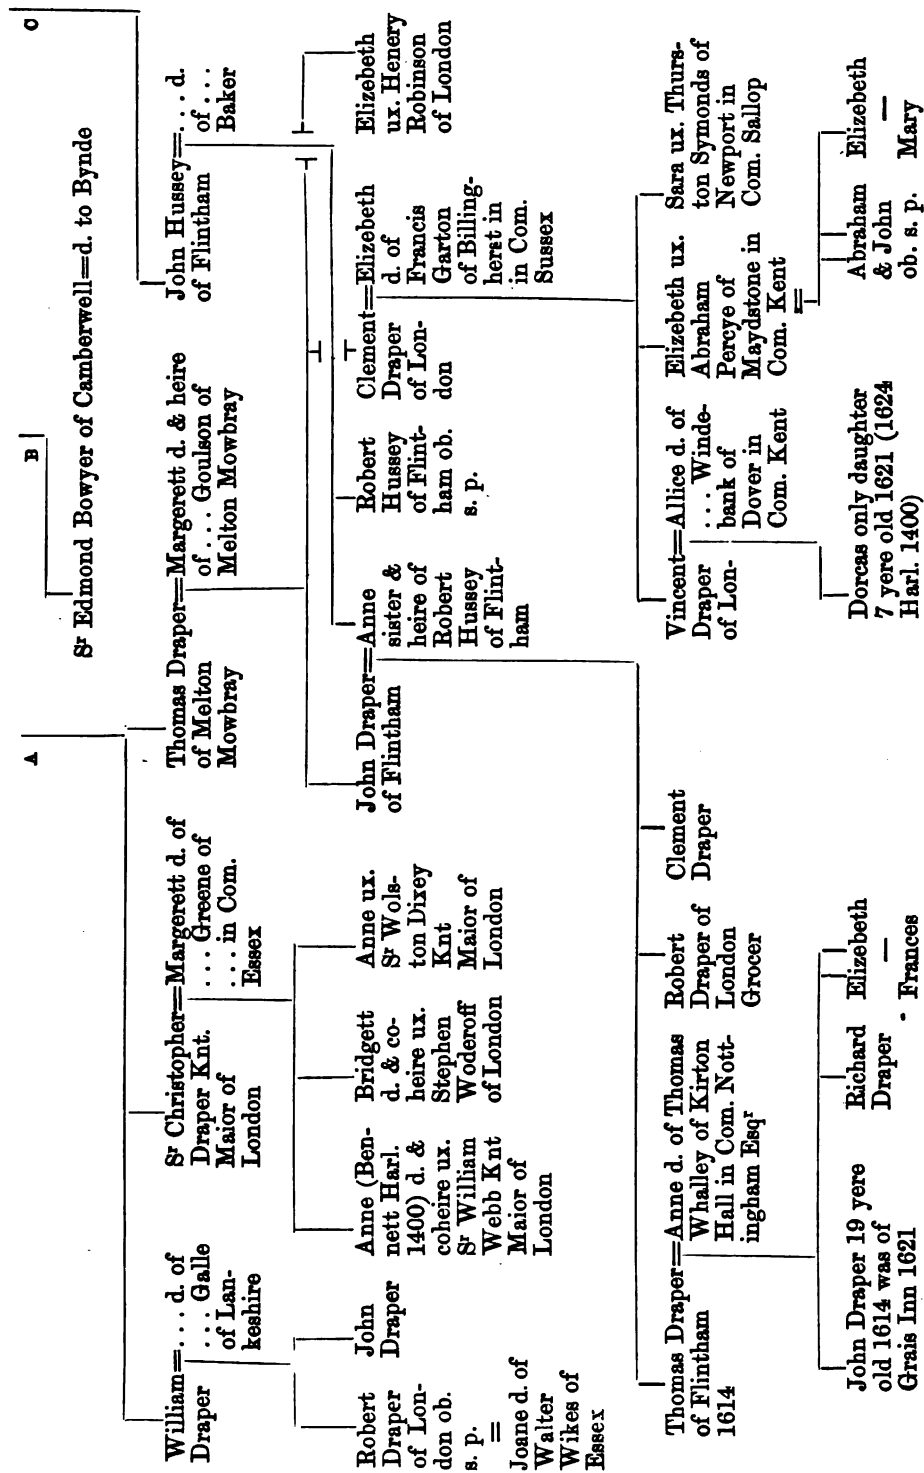 A
B
C
Sr Edmond Bowyer of Camberwell=d. to Bynde
William=... d. of
Draper ... Galle
of Lan-
keshire
Sr Christopher=Margerett d. of
Draper Knt. ... Greene of
Maior of ... in Com.
London Essex
Thomas Draper=Margerett d. & heire
of Melton of .... Goulson of
Mowbray Melton Mowbray
John Hussey=... d.
of Flintham of ...
Baker
Robert
Draper
of Lon-
don ob.
s. p.
=
Joane d. of
Walter
Wikes of
Essex
John
Draper
Anne (Ben-
nett Harl.
1400) d. &
coheire ux.
Sr William
Webb Knt
Maior of
London
Bridgett
d. & co-
heire ux.
Stephen
Woderoff
of London
Anne ux.
Sr Wols-
ton Dixey
Knt
Maior of
London
John Draper=Anne
of Flintham sister &
heire of
Robert
Hussey
of Flint-
ham
Robert
Hussey
of Flint-
ham ob.
s. p.
Clement=Elizebeth
Draper d. of
of Lon- Francis
don Garton
of Billing-
herst in
in Com.
Sussex
Elizebeth
ux. Henery
Robinson
of London
Thomas Draper=Anne d. of Thomas
of Flintham Whalley of Kirton
1614 Hall in Com. Nott-
ingham Esqr
Robert
Draper of
London
Grocer
Clement
Draper
Vincent=Allice d. of
Draper ... Winde-
of Lon- bank of
Dover in
Com. Kent
Elizebeth ux.
Abraham
Percye of
Maydstone in
Com. Kent
=
Sara ux. Thurs-
ton Symonds of
Newport in
Com. Sallop
John Draper 19 yere
old 1614 was of
Grais Inn 1621
Richard
Draper
Elizebeth
—
- Frances
Dorcas only daughter
7 yere old 1621 (1624
Harl. 1400)
Abraham
& John
ob. s. p.
Elizebeth
—
Mary